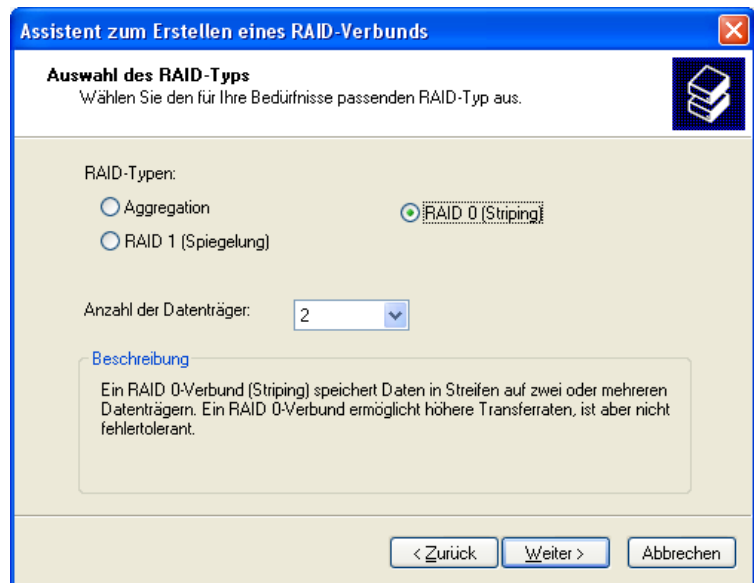 Assistent zum Erstellen eines RAID-Verbunds
Auswahl des RAID-Typs
Wählen Sie den für Ihre Bedürfnisse passenden RAID-Typ aus.
RAID-Typen:
Aggregation
RAID 0 (Striping)
RAID 1 (Spiegelung)
Anzahl der Datenträger:
2
Beschreibung
Ein RAID 0-Verbund (Striping) speichert Daten in Streifen auf zwei oder mehreren
Datenträgern. Ein RAID 0-Verbund ermöglicht höhere Transferraten, ist aber nicht
fehlertolerant.
< Zurück
Weiter >
Abbrechen